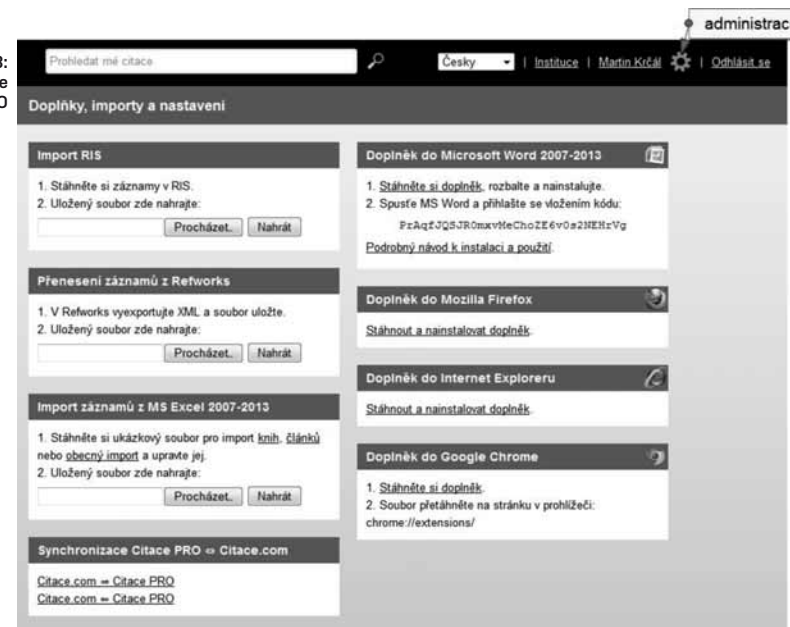 administrac
3:
e
O
Prohledat mé citace
Česky | Instituce | Martin Krčál | Odhlásit se
Doplňky, importy a nastavení
Import RIS
1. Stáhněte si záznamy v RIS.
2. Uložený soubor zde nahrajte:
Procházet.. Nahrát
Přenesení záznamů z Refworks
1. V Refworks vyexportujte XML a soubor uložte.
2. Uložený soubor zde nahrajte:
Procházet.. Nahrát
Import záznamů z MS Excel 2007-2013
1. Stáhněte si ukázkový soubor pro import knih, článků
nebo obecný import a upravte jej.
2. Uložený soubor zde nahrajte:
Procházet.. Nahrát
Synchronizace Citace PRO ⇔ Citace.com
Citace.com ➡ Citace PRO
Citace.com ⬅ Citace PRO
Doplněk do Microsoft Word 2007-2013
1. Stáhněte si doplněk, rozbalte a nainstalujte.
2. Spusťte MS Word a přihlašte se vložením kódu:
Podrobný návod k instalaci a použití.
Doplněk do Mozilla Firefox
Stáhnout a nainstalovat doplněk.
Doplněk do Internet Exploreru
Stáhnout a nainstalovat doplněk.
Doplněk do Google Chrome
1. Stáhněte si doplněk.
2. Soubor přetáhněte na stránku v prohlížeči:
chrome://extensions/